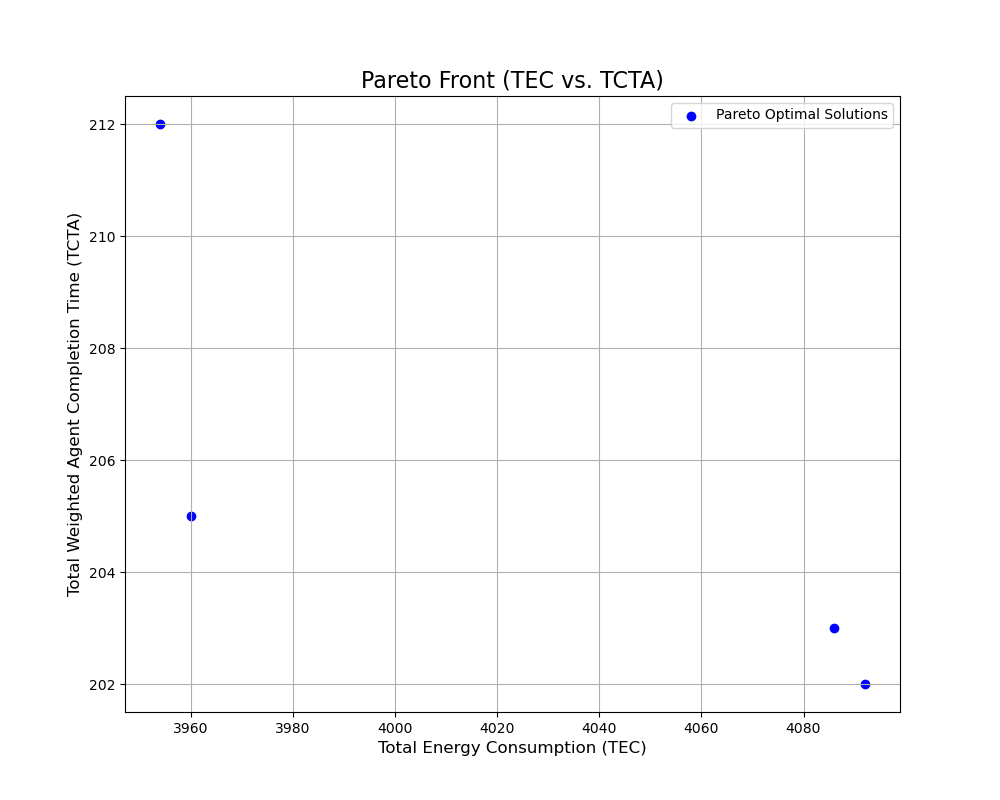 Pareto Front (TEC vs. TCTA)
Pareto Optimal Solutions
Total Weighted Agent Completion Time (TCTA)
212
210
208
206
204
202
3960 3980 4000 4020 4040 4060 4080
Total Energy Consumption (TEC)